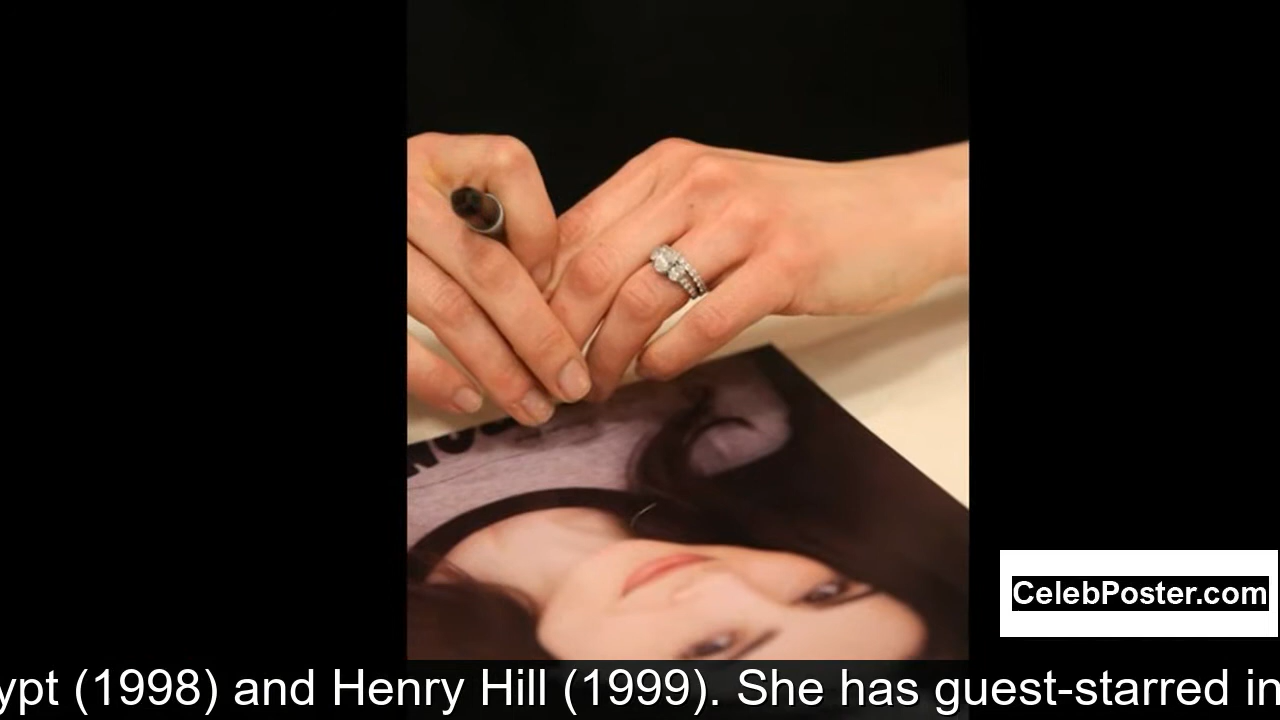 CelebPoster.com
ypt (1998) and Henry Hill (1999). She has guest-starred in